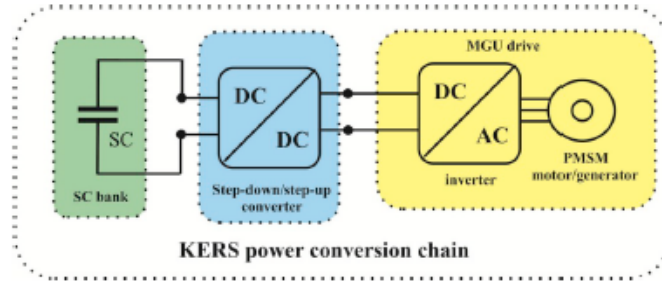 MGU drive
DC
DC
DC
AC
SC
SC bank
Step-down/step-up
converter
inverter
PMSM
motor/generator
KERS power conversion chain